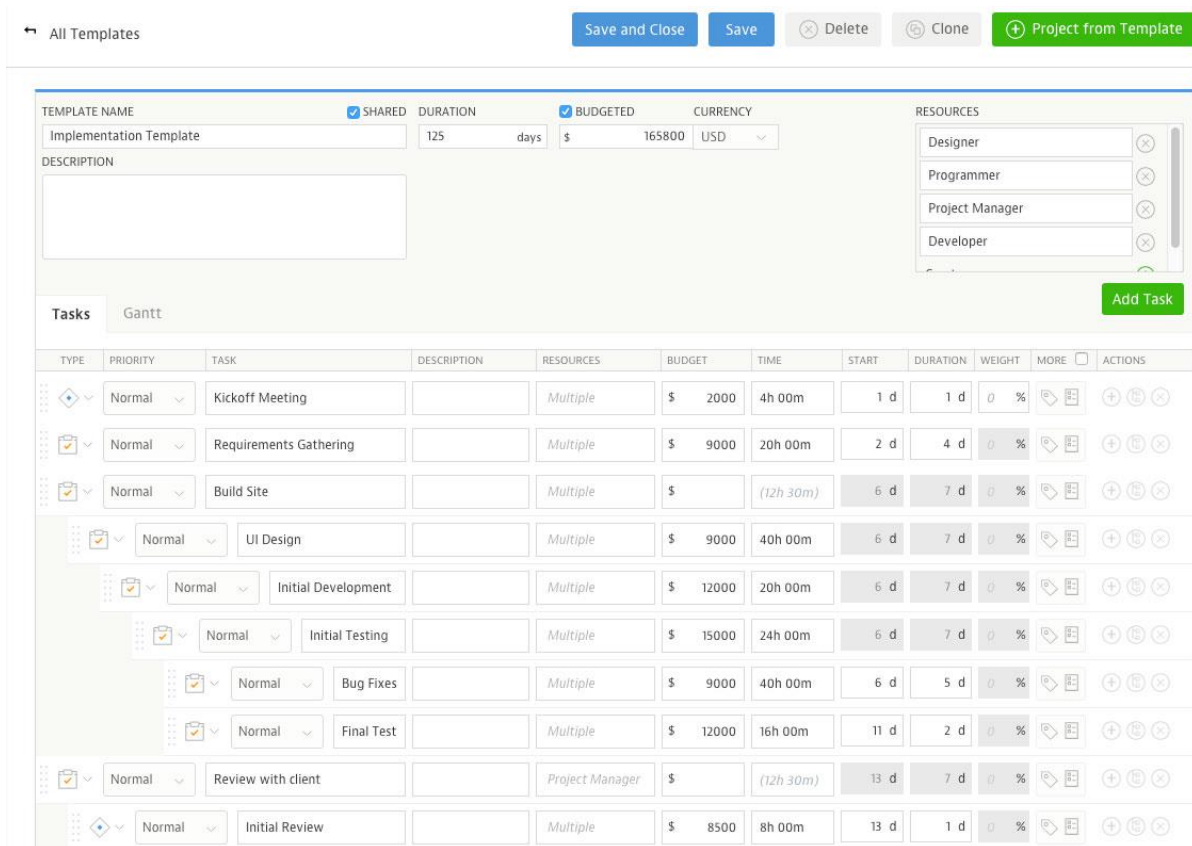 All Templates Save and Close Save Delete Clone Project from Template
TEMPLATE NAME SHARED DURATION BUDGETED CURRENCY RESOURCES
Implementation Template 125 days $ 165800 USD Designer
DESCRIPTION
Programmer
Project Manager
Developer
Add Task
Tasks Gantt
TYPE PRIORITY TASK DESCRIPTION RESOURCES BUDGET TIME START DURATION WEIGHT MORE ACTIONS
Normal Kickoff Meeting Multiple $ 2000 4h 00m 1 d 1 d 0 %
Normal Requirements Gathering Multiple $ 9000 20h 00m 2 d 4 d 0 %
Normal Build Site Multiple $ (12h 30m) 6 d 7 d 0 %
Normal UI Design Multiple $ 9000 40h 00m 6 d 7 d 0 %
Normal Initial Development Multiple $ 12000 20h 00m 6 d 7 d 0 %
Normal Initial Testing Multiple $ 15000 24h 00m 6 d 7 d 0 %
Normal Bug Fixes Multiple $ 9000 40h 00m 6 d 5 d 0 %
Normal Final Test Multiple $ 12000 16h 00m 11 d 2 d 0 %
Normal Review with client Project Manager $ (12h 30m) 13 d 7 d 0 %
Normal Initial Review Multiple $ 8500 8h 00m 13 d 1 d 0 %